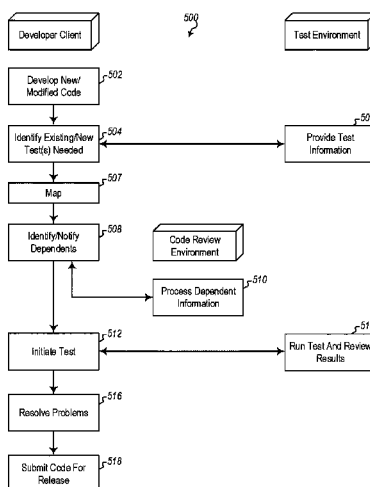 500
Developer Client
Test Environment
502
Develop New/
Modified Code
504
Identify Existing/New
Test(s) Needed
50
Provide Test
Information
507
Map
508
Identify/Notify
Dependents
Code Review
Environment
510
Process Dependent
Information
512
Initiate Test
51
Run Test And Review
Results
516
Resolve Problems
518
Submit Code For
Release